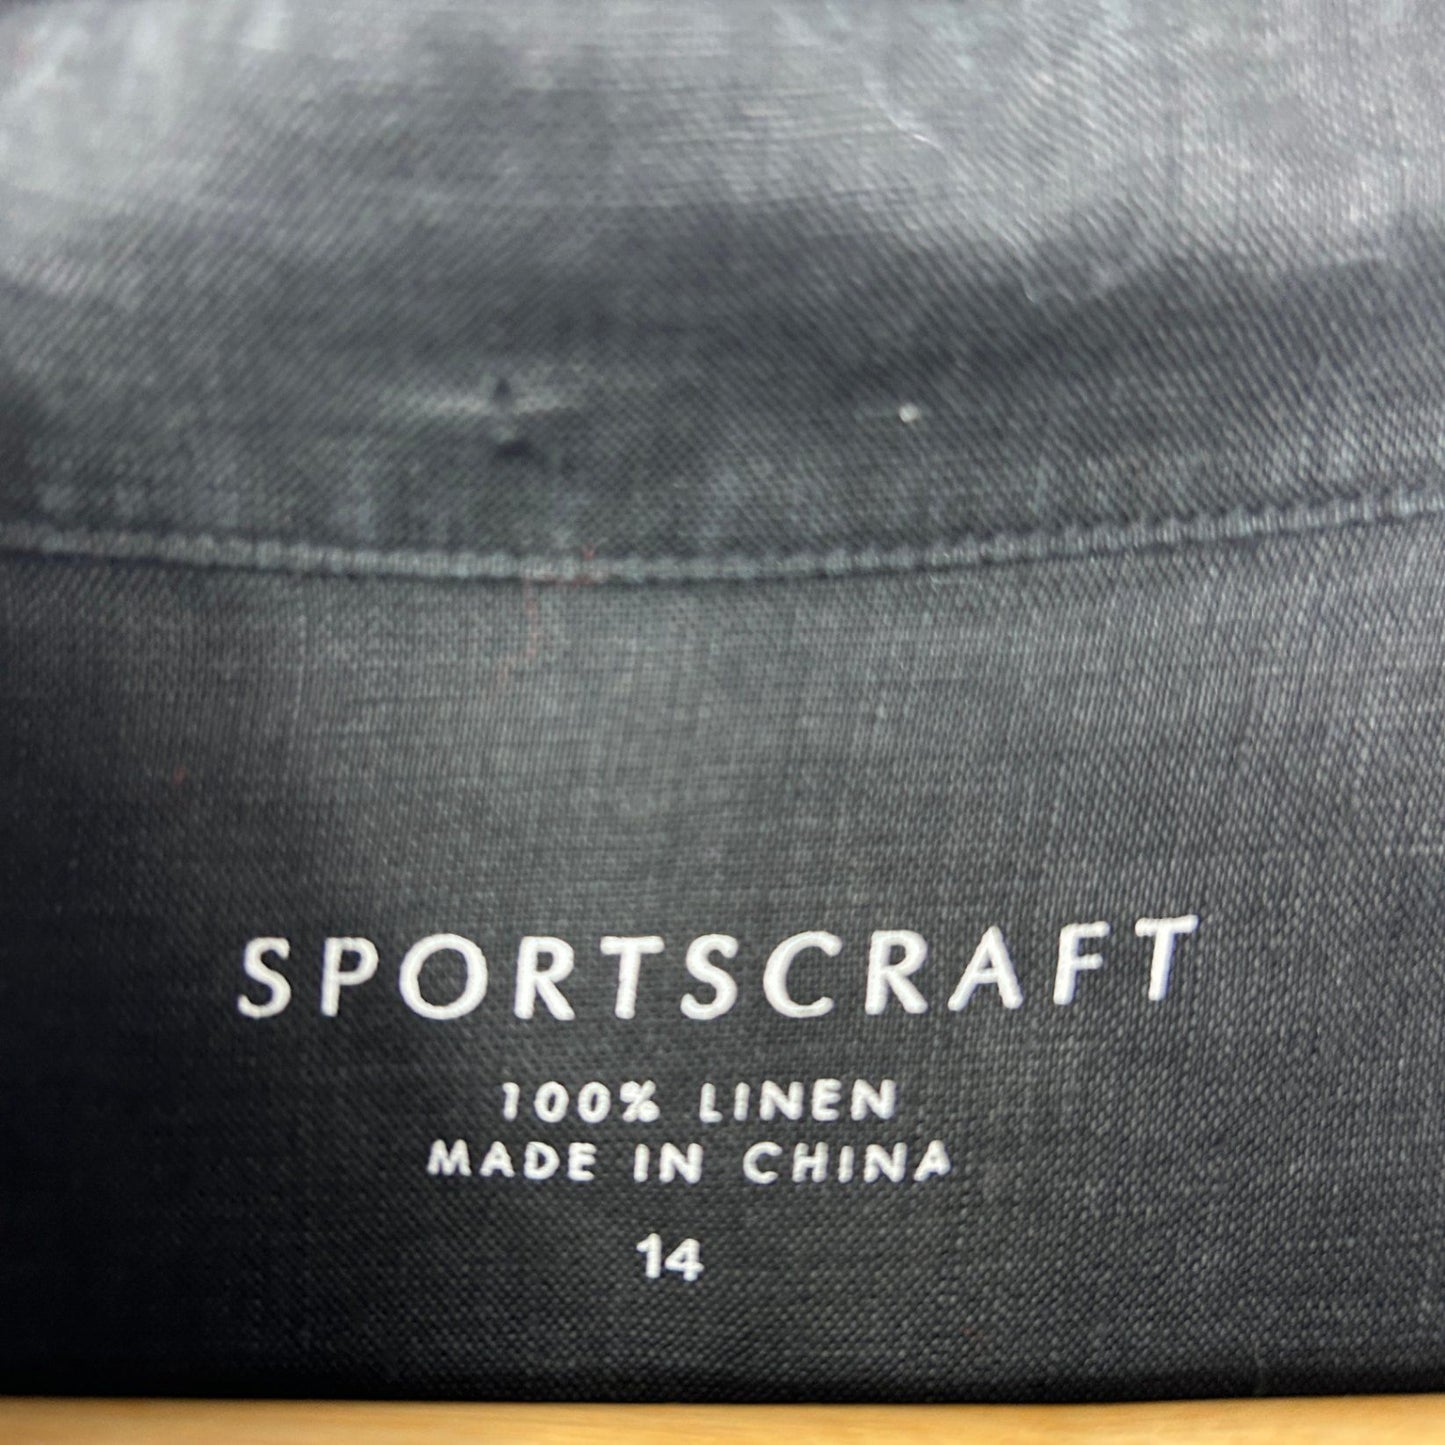 SPORTSCRAFT
100% LINEN
MADE IN CHINA
14